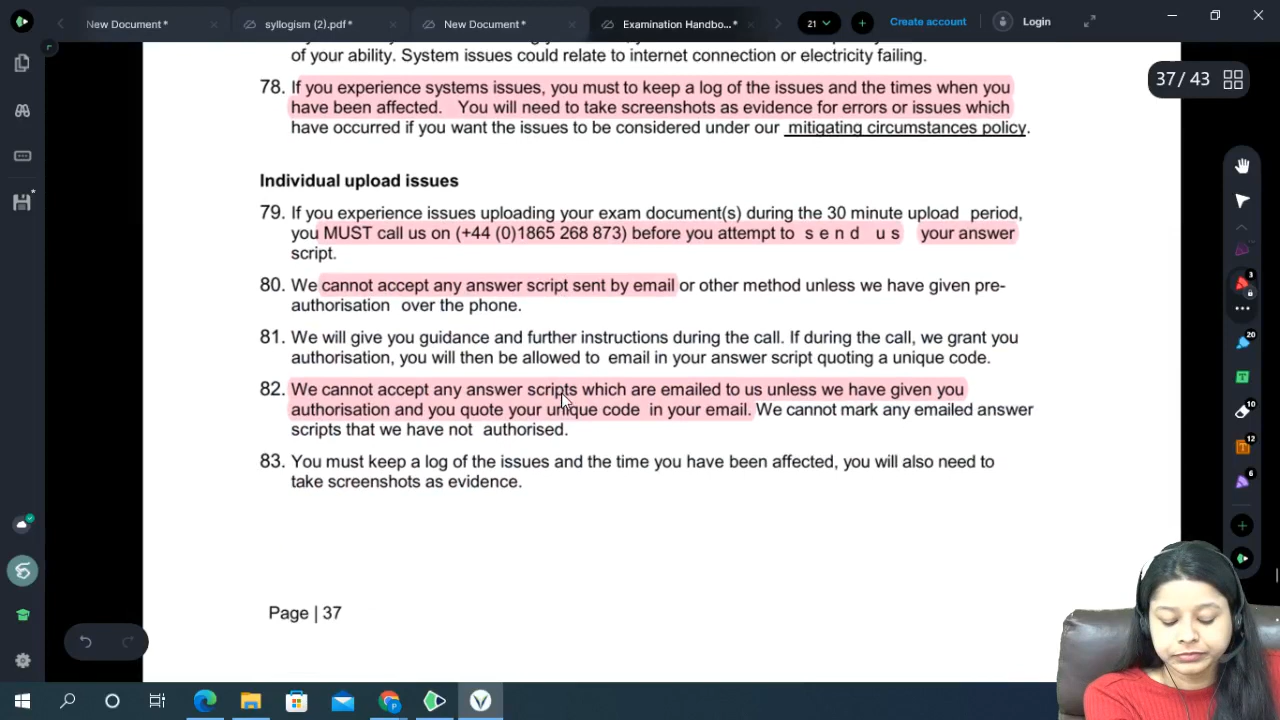 New Document*
syllogism (2).pdf*
New Document*
Examination Handbo...*
21
Create account
Login
37/ 43
of your ability. System issues could relate to internet connection or electricity failing.
78. If you experience systems issues, you must to keep a log of the issues and the times when you
have been affected. You will need to take screenshots as evidence for errors or issues which
have occurred if you want the issues to be considered under our mitigating circumstances policy.
Individual upload issues
79. If you experience issues uploading your exam document(s) during the 30 minute upload period,
you MUST call us on (+44 (0)1865 268 873) before you attempt to s e n d u s your answer
script.
80. We cannot accept any answer script sent by email or other method unless we have given pre-
authorisation over the phone.
81. We will give you guidance and further instructions during the call. If during the call, we grant you
authorisation, you will then be allowed to email in your answer script quoting a unique code.
82. We cannot accept any answer scripts which are emailed to us unless we have given you
authorisation and you quote your unique code in your email. We cannot mark any emailed answer
scripts that we have not authorised.
83. You must keep a log of the issues and the time you have been affected, you will also need to
take screenshots as evidence.
Page | 37
3
20
10
12
6